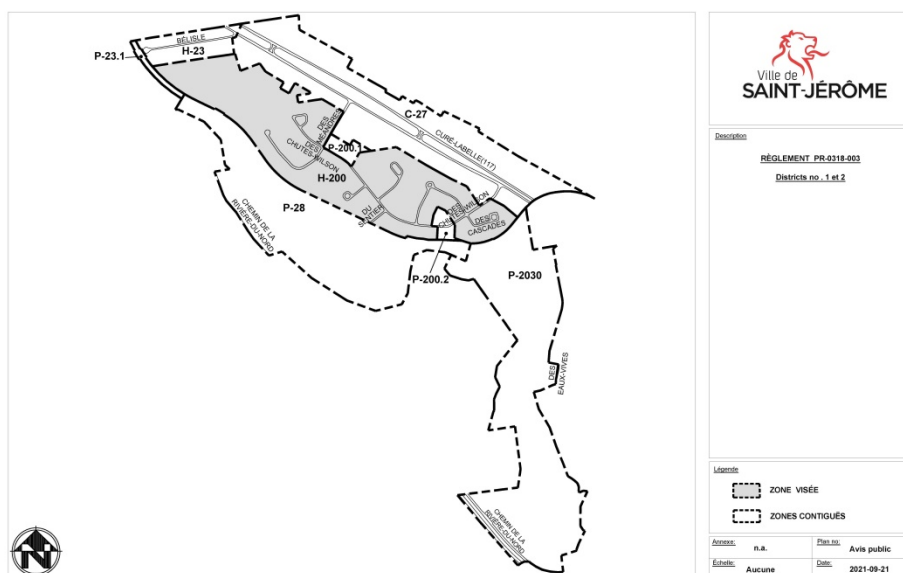 BÉLISLE
P-23.1
H-23
C-27
DES
MÉANDRES
P-200.
CURÉ-LABELLE(117)
DES
CHUTES-WILSON
H-200
P-28
CHEMIN DE LA
RIVIÈRE-DU-NORD
DU
SENTIER
DES
CHUTES-WILSON
DES
CASCADES
P-200.2
P-2030
DES
EAUX-VIVES
CHEMIN DE LA
RIVIÈRE-DU-NORD
N
Ville de
SAINT-JÉRÔME
Description
RÈGLEMENT PR-0318-003
Districts no . 1 et 2
Légende
ZONE VISÉE
ZONES CONTIGUËS
Annexe: n.a. Plan no: Avis public
Échelle: Aucune Date: 2021-09-21